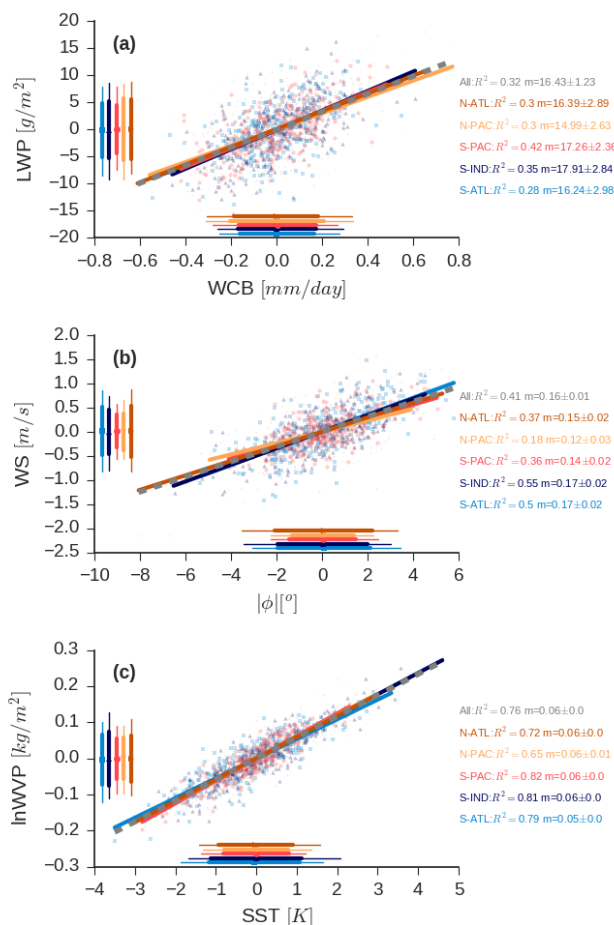 (a)
20
15
10
5
0
−5
−10
−15
−20
LWP [g/m²]
−0.8 −0.6 −0.4 −0.2 0.0 0.2 0.4 0.6 0.8
WCB [mm/day]
All:R² = 0.32 m=16.43±1.23
N-ATL:R² = 0.3 m=16.39±2.89
N-PAC:R² = 0.3 m=14.99±2.63
S-PAC:R² = 0.42 m=17.26±2.36
S-IND:R² = 0.35 m=17.91±2.84
S-ATL:R² = 0.28 m=16.24±2.98
(b)
2.0
1.5
1.0
0.5
0.0
−0.5
−1.0
−1.5
−2.0
−2.5
WS [m/s]
−10 −8 −6 −4 −2 0 2 4 6
|ϕ|[°]
All:R² = 0.41 m=0.16±0.01
N-ATL:R² = 0.37 m=0.15±0.02
N-PAC:R² = 0.18 m=0.12±0.03
S-PAC:R² = 0.36 m=0.14±0.02
S-IND:R² = 0.55 m=0.17±0.02
S-ATL:R² = 0.5 m=0.17±0.02
(c)
0.3
0.2
0.1
0.0
−0.1
−0.2
−0.3
lnWVP [kg/m²]
−4 −3 −2 −1 0 1 2 3 4 5
SST [K]
All:R² = 0.76 m=0.06±0.0
N-ATL:R² = 0.72 m=0.06±0.0
N-PAC:R² = 0.65 m=0.06±0.01
S-PAC:R² = 0.82 m=0.06±0.0
S-IND:R² = 0.81 m=0.06±0.0
S-ATL:R² = 0.79 m=0.05±0.0